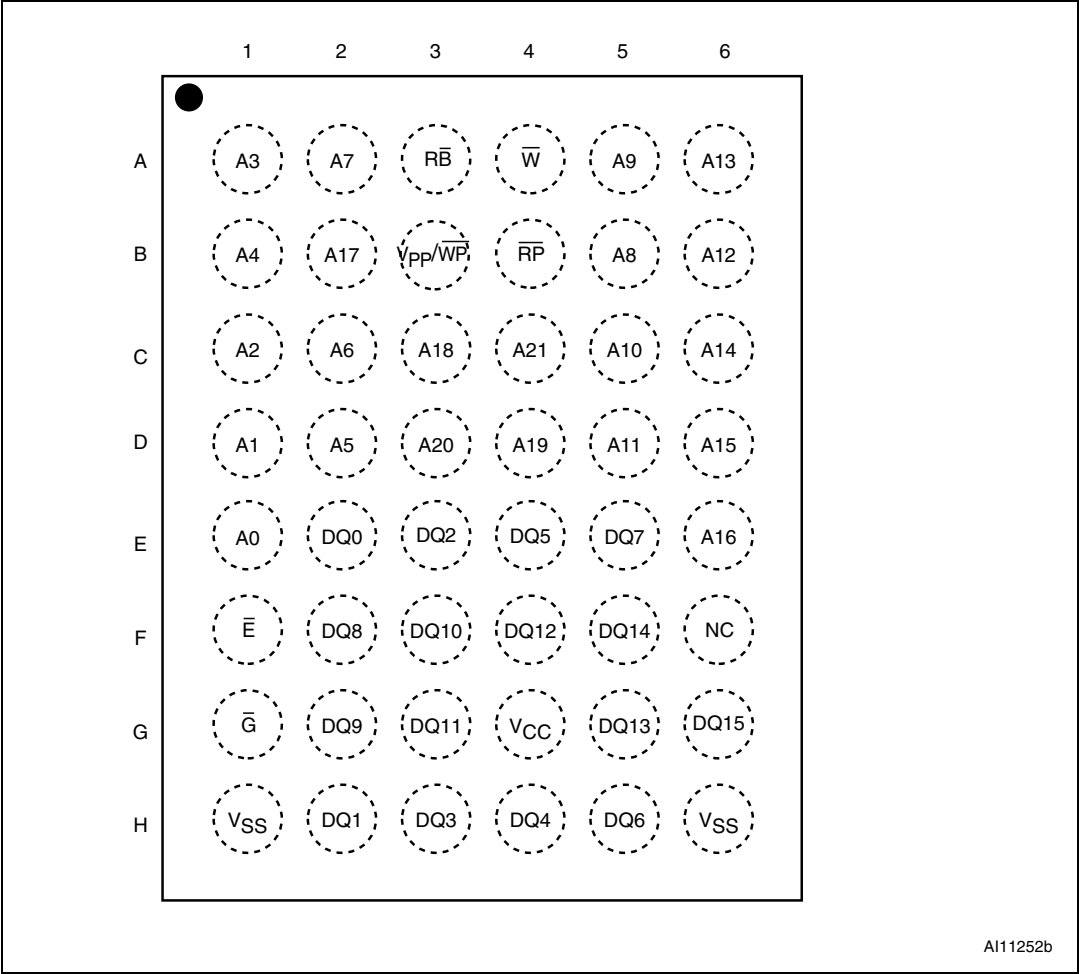 1 2 3 4 5 6
A A3 A7 RB̅ W̅ A9 A13
B A4 A17 VPP/W̅P̅ R̅P̅ A8 A12
C A2 A6 A18 A21 A10 A14
D A1 A5 A20 A19 A11 A15
E A0 DQ0 DQ2 DQ5 DQ7 A16
F E̅ DQ8 DQ10 DQ12 DQ14 NC
G G̅ DQ9 DQ11 VCC DQ13 DQ15
H VSS DQ1 DQ3 DQ4 DQ6 VSS
AI11252b